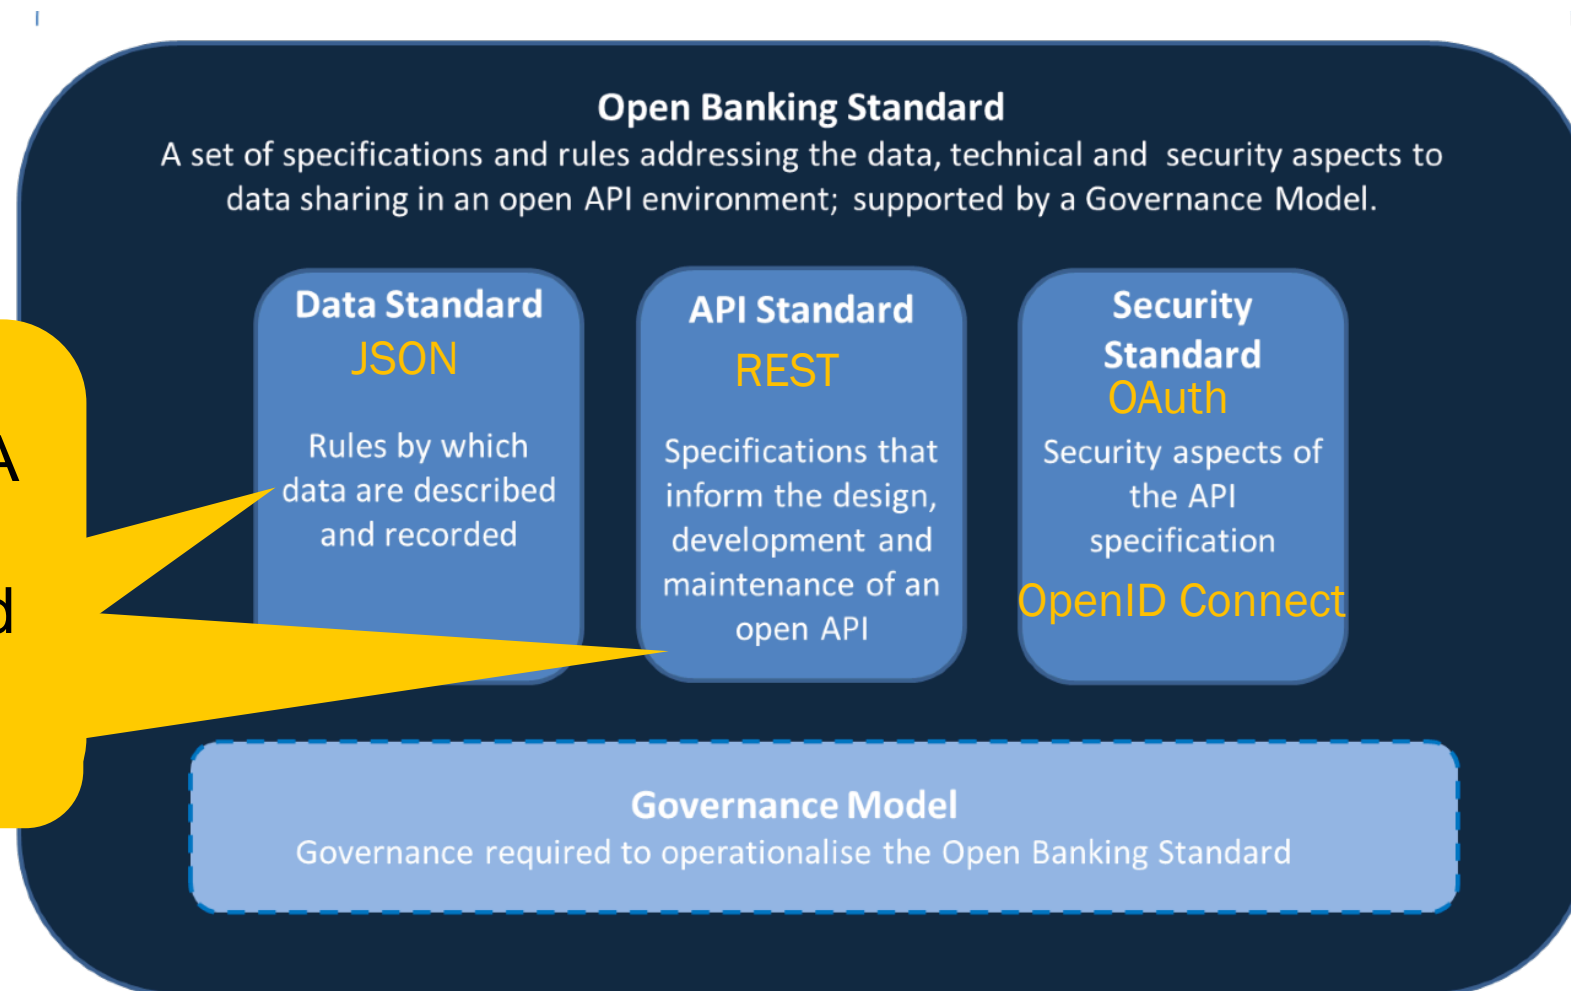 Open Banking Standard
A set of specifications and rules addressing the data, technical and security aspects to
data sharing in an open API environment; supported by a Governance Model.
Data Standard
JSON
Rules by which
data are described
and recorded
API Standard
REST
Specifications that
inform the design,
development and
maintenance of an
open API
Security
Standard
OAuth
Security aspects of
the API
specification
OpenID Connect
Governance Model
Governance required to operationalise the Open Banking Standard